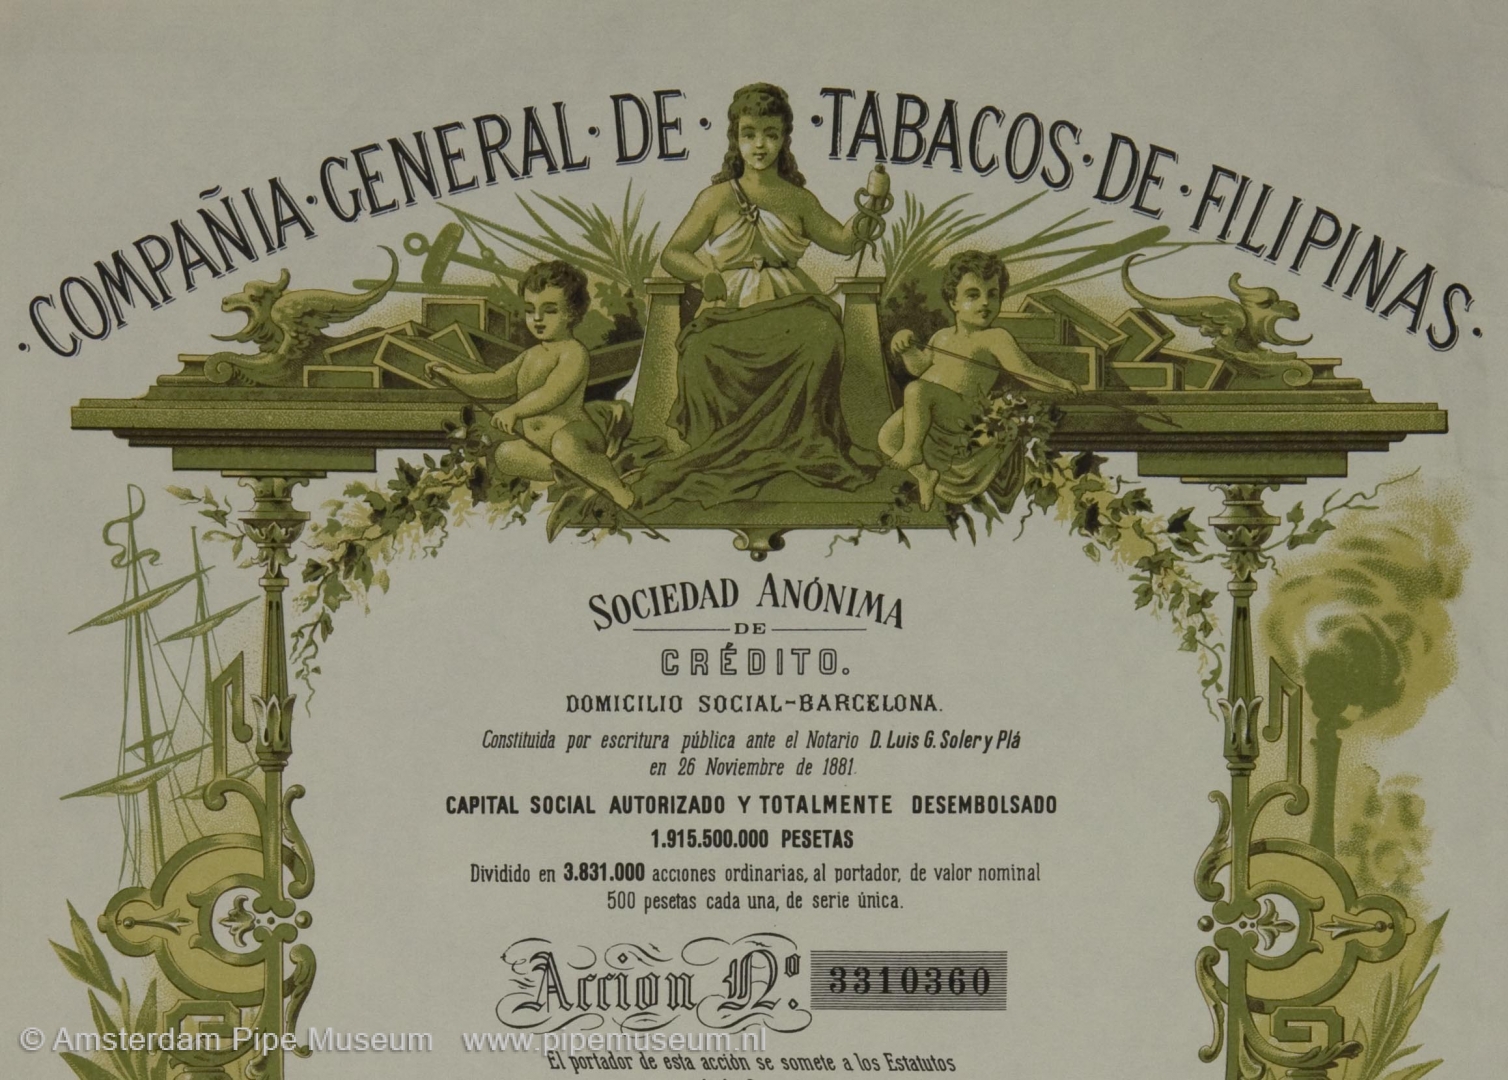 ·COMPAÑIA·GENERAL·DE· ·TABACOS·DE·FILIPINAS·
SOCIEDAD ANÓNIMA
DE
CRÉDITO.
DOMICILIO SOCIAL-BARCELONA.
Constituida por escritura pública ante el Notario D. Luis G. Soler y Plá
en 26 Noviembre de 1881.
CAPITAL SOCIAL AUTORIZADO Y TOTALMENTE DESEMBOLSADO
1.915.500.000 PESETAS
Dividido en 3.831.000 acciones ordinarias, al portador, de valor nominal
500 pesetas cada una, de serie única.
Acción Nº. 3310360
© Amsterdam Pipe Museum www.pipemuseum.nl
El portador de esta acción se somete a los Estatutos